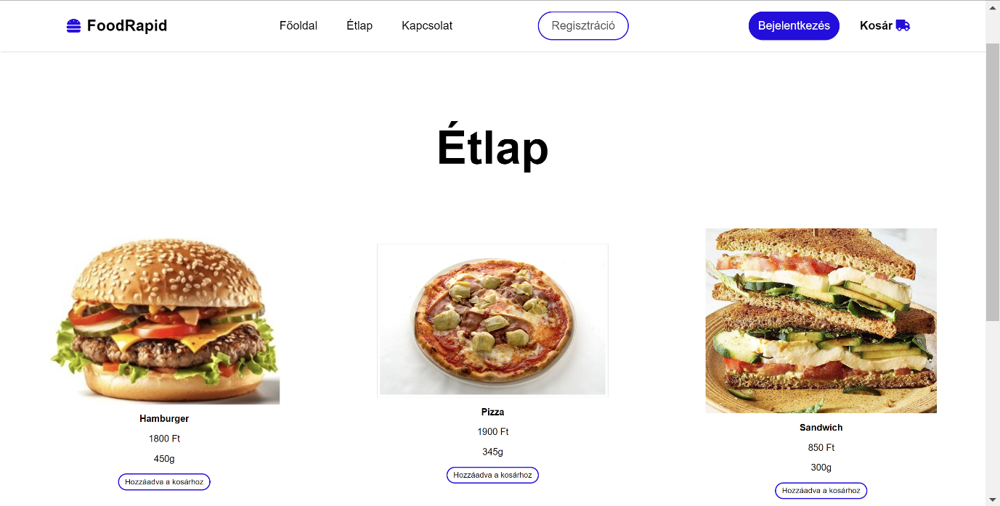 FoodRapid
Főoldal
Étlap
Kapcsolat
Regisztráció
Bejelentkezés
Kosár
Étlap
Hamburger
1800 Ft
450g
Hozzáadva a kosárhoz
Pizza
1900 Ft
345g
Hozzáadva a kosárhoz
Sandwich
850 Ft
300g
Hozzáadva a kosárhoz